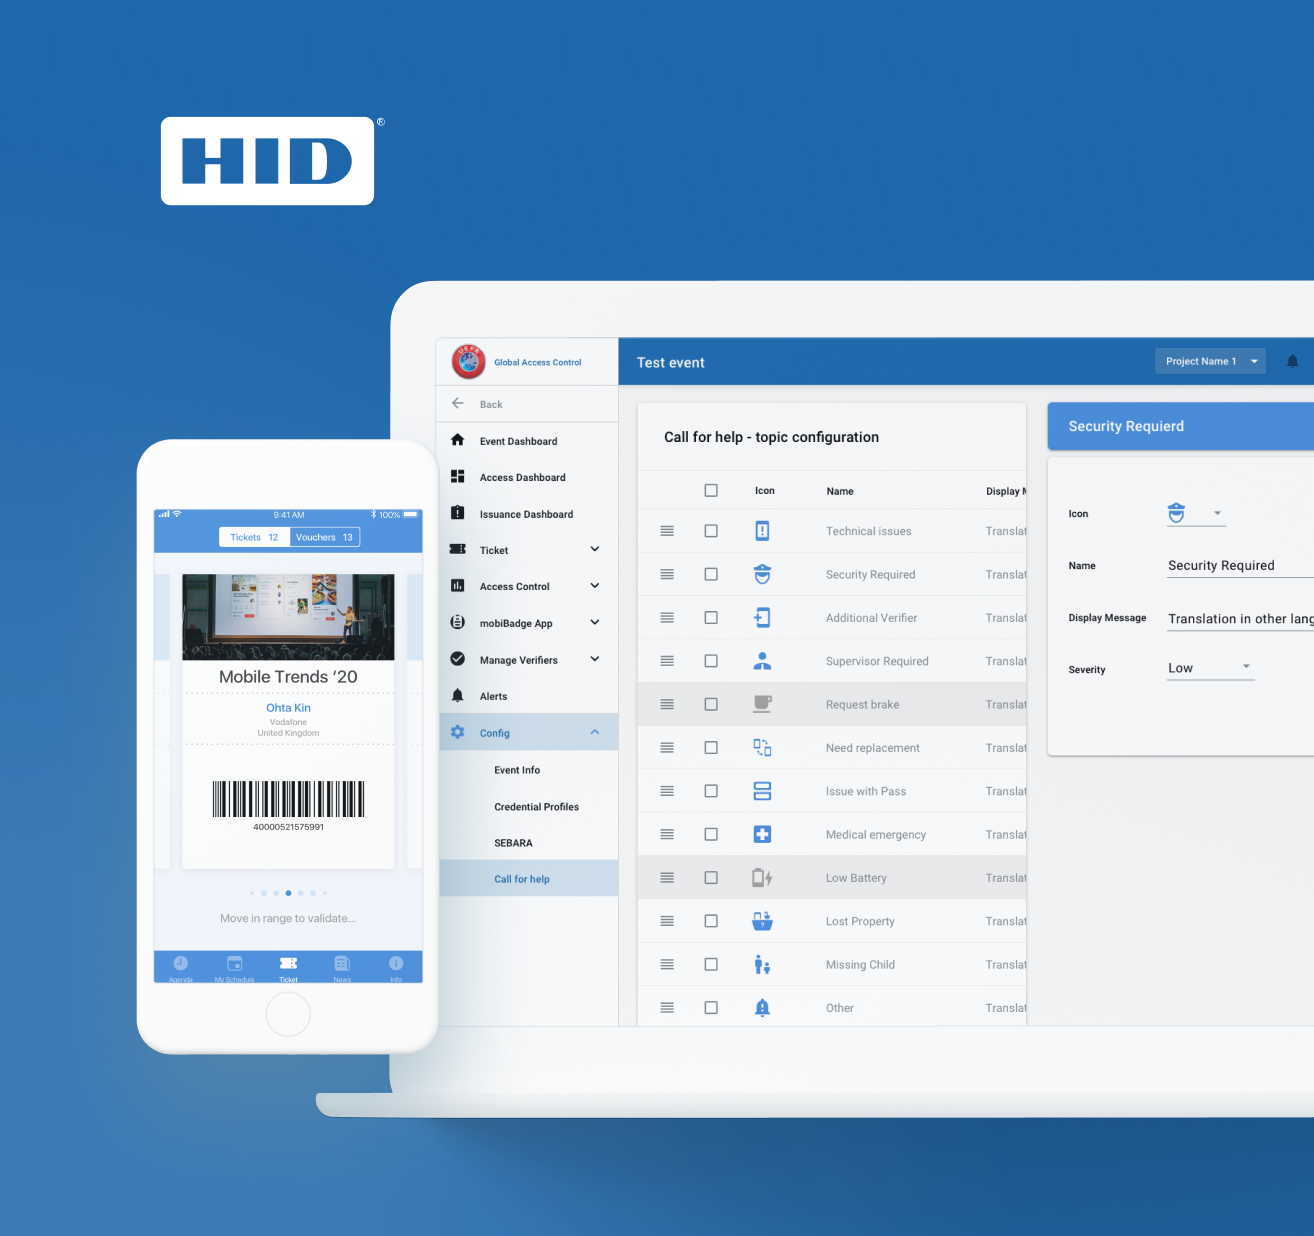 HID®
Global Access Control
Test event
Project Name 1
Back
Event Dashboard
Access Dashboard
Issuance Dashboard
Ticket
Access Control
mobiBadge App
Manage Verifiers
Alerts
Config
Event Info
Credential Profiles
SEBARA
Call for help
Call for help - topic configuration
Icon Name Display M
Technical issues Translat
Security Required Translat
Additional Verifier Translat
Supervisor Required Translat
Request brake Translat
Need replacement Translat
Issue with Pass Translat
Medical emergency Translat
Low Battery Translat
Lost Property Translat
Missing Child Translat
Other Translat
Security Requierd
Icon
Name Security Required
Display Message Translation in other lang
Severity Low
9:41 AM 100%
Tickets 12 Vouchers 13
Mobile Trends ‘20
Ohta Kin
Vodafone
United Kingdom
40000521575991
Move in range to validate...
Agenda My Schedule Ticket News Info